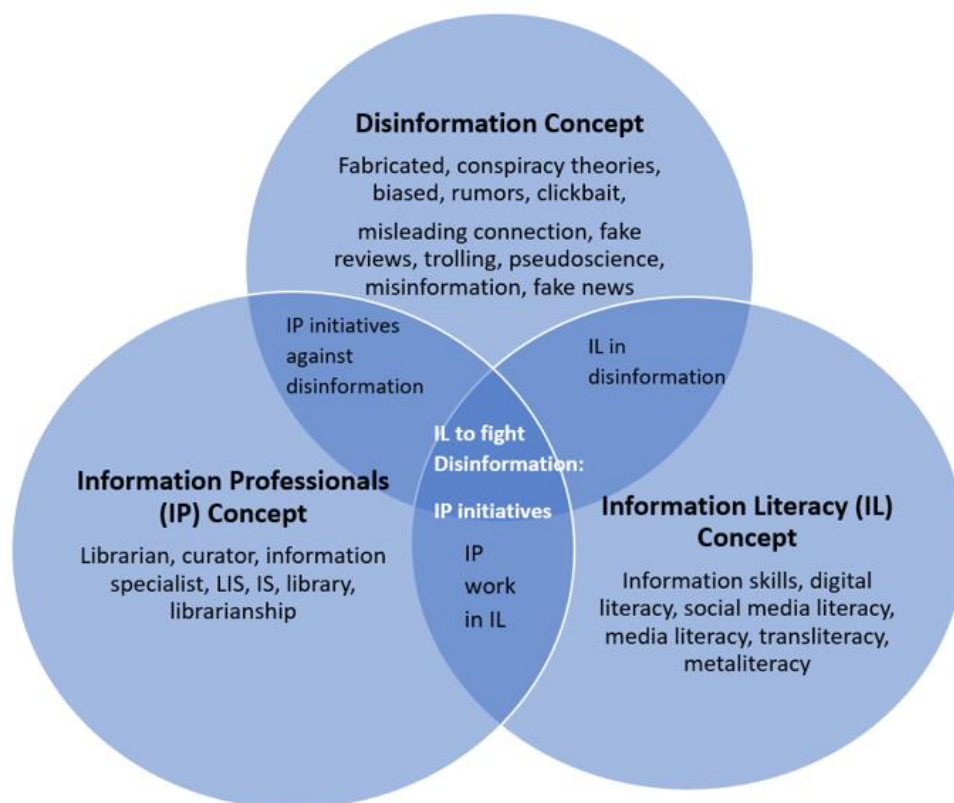 Disinformation Concept
Fabricated, conspiracy theories,
biased, rumors, clickbait,
misleading connection, fake
reviews, trolling, pseudoscience,
misinformation, fake news
IP initiatives
against
disinformation
IL in
disinformation
IL to fight
Disinformation:
IP initiatives
Information Professionals
(IP) Concept
Librarian, curator, information
specialist, LIS, IS, library,
librarianship
IP
work
in IL
Information Literacy (IL)
Concept
Information skills, digital
literacy, social media literacy,
media literacy, transliteracy,
metaliteracy